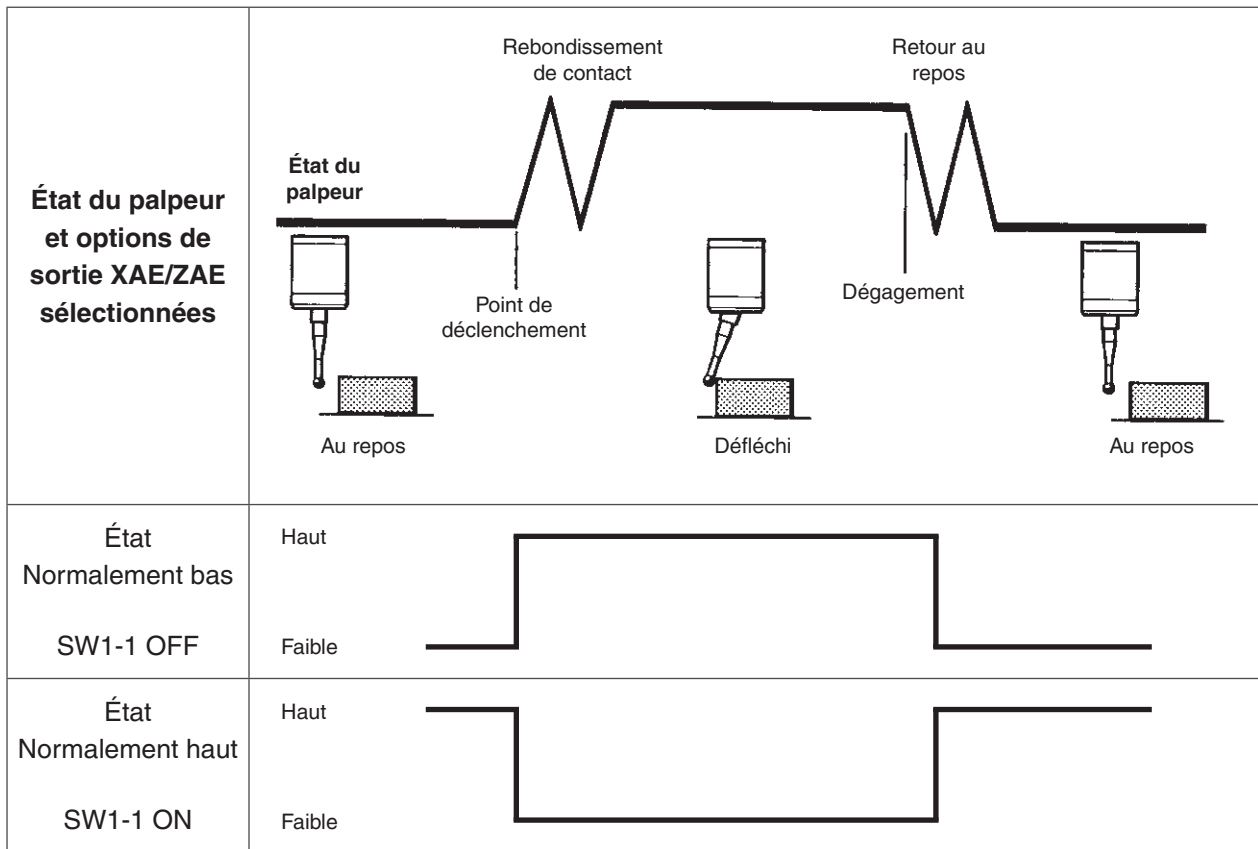 Rebondissement
de contact
Retour au
repos
État du
palpeur
État du palpeur
et options de
sortie XAE/ZAE
sélectionnées
Point de
déclenchement
Dégagement
Au repos
Défléchi
Au repos
État
Normalement bas
SW1-1 OFF
Haut
Faible
État
Normalement haut
SW1-1 ON
Haut
Faible